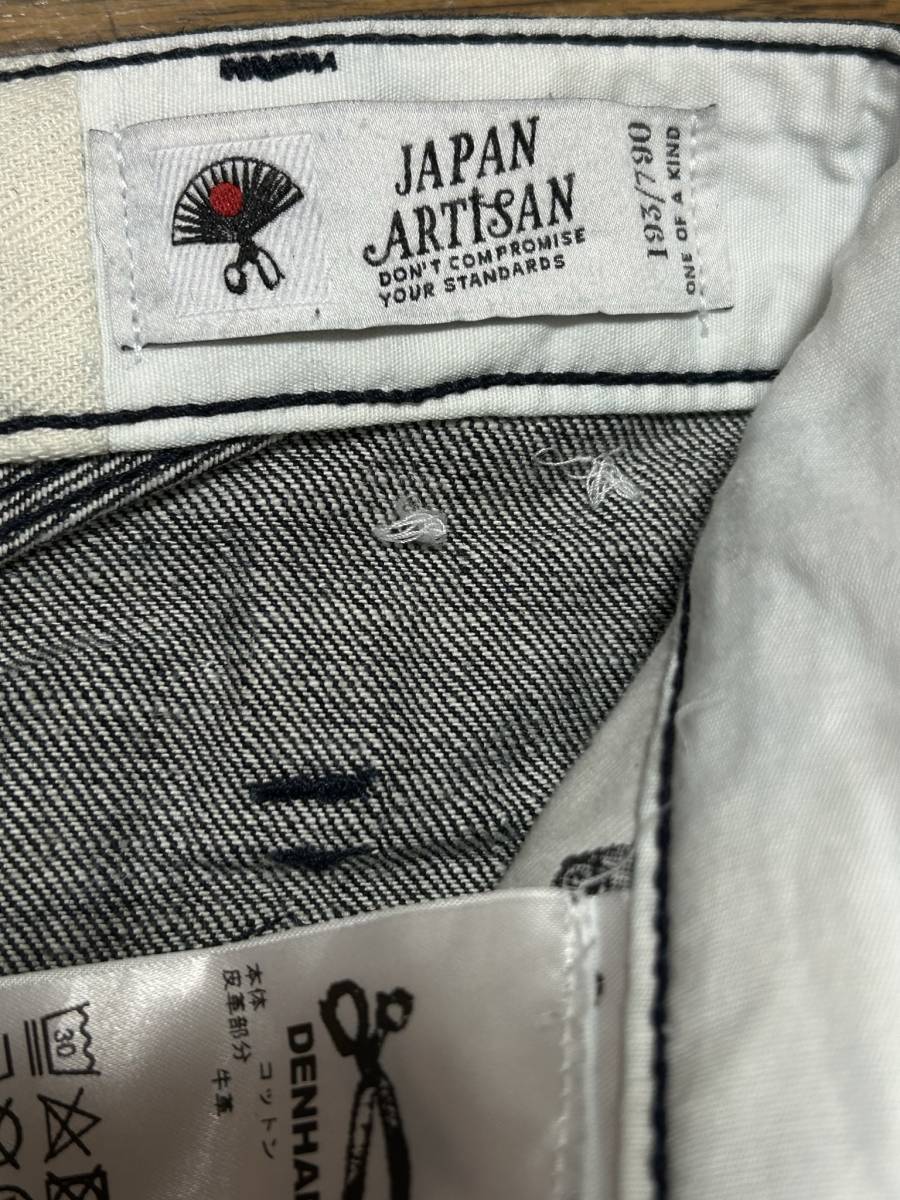 JAPAN
ARTISAN
DON'T COMPROMISE
YOUR STANDARDS
193/790
ONE OF A KIND
本体 コットン
皮革部分 牛革
DENHA
30